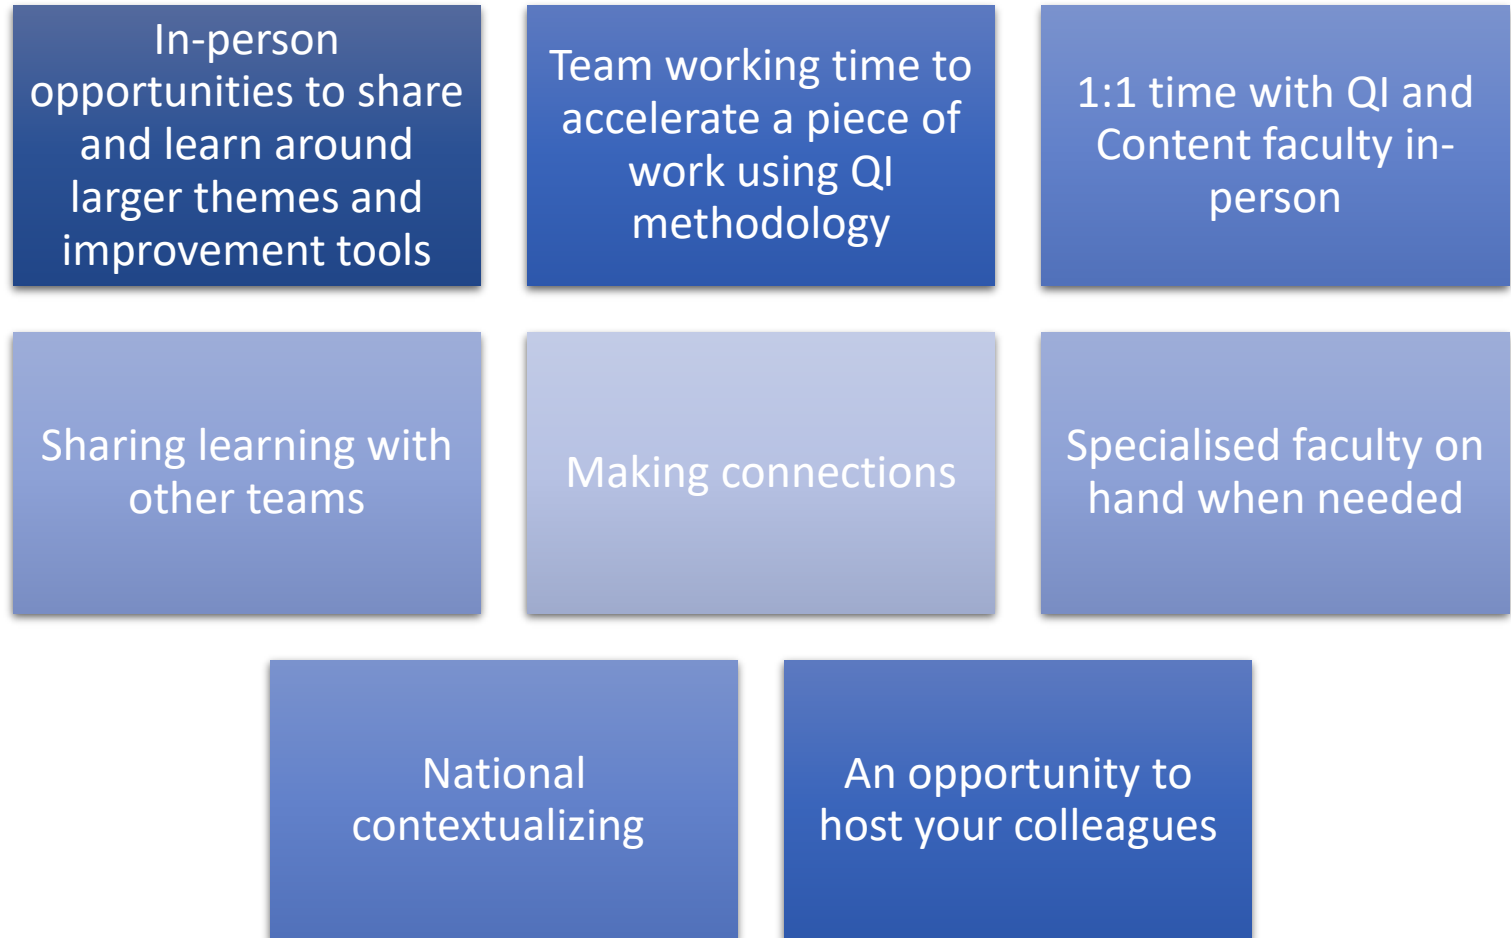 In-person
opportunities to share
and learn around
larger themes and
improvement tools
Team working time to
accelerate a piece of
work using QI
methodology
1:1 time with QI and
Content faculty in-
person
Sharing learning with
other teams
Making connections
Specialised faculty on
hand when needed
National
contextualizing
An opportunity to
host your colleagues